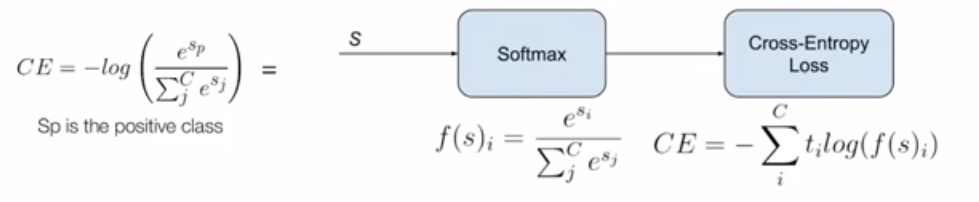 CE = -log ( e^{s_p} / ∑_j^C e^{s_j} ) =
Sp is the positive class
S
Softmax
Cross-Entropy
Loss
f(s)_i = e^{s_i} / ∑_j^C e^{s_j}
CE = -∑_i^C t_i log(f(s)_i)